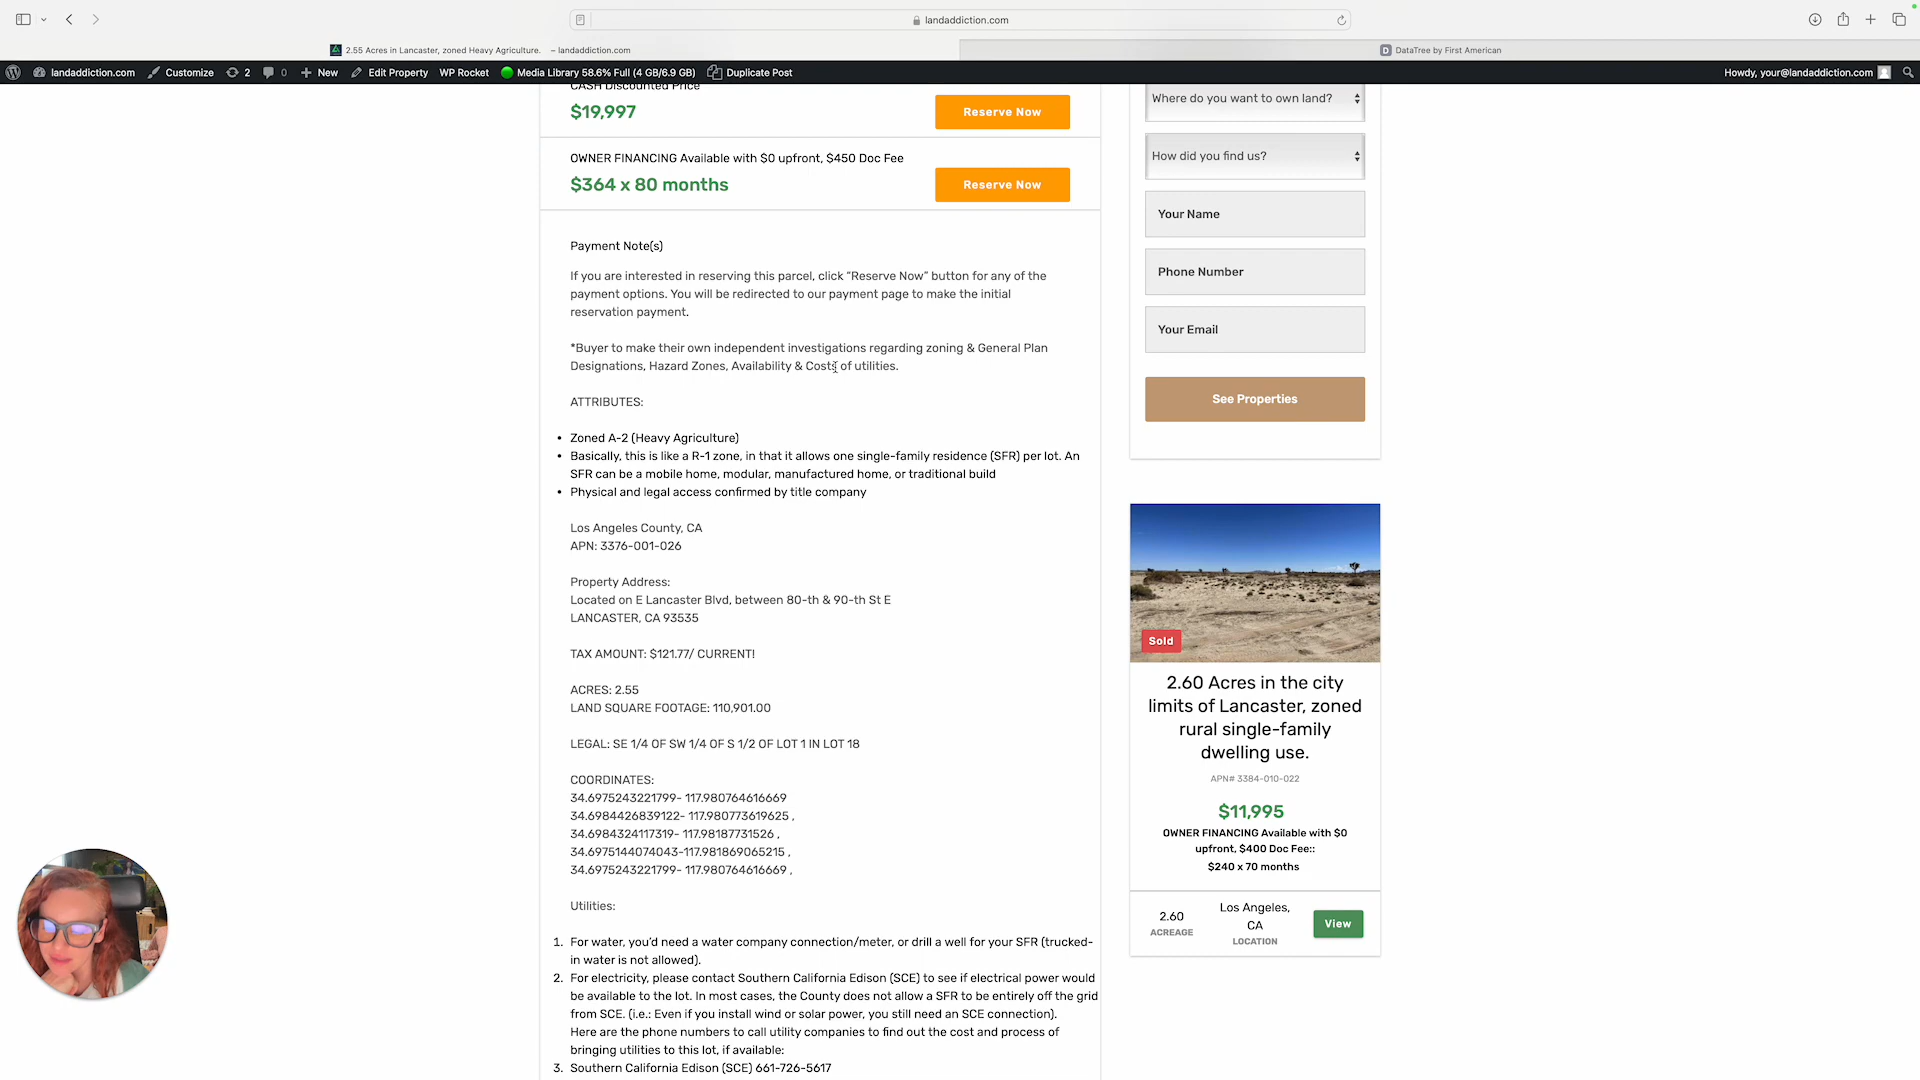 landaddiction.com
2.55 Acres in Lancaster, zoned Heavy Agriculture. – landaddiction.com
DataTree by First American
landaddiction.com Customize 2 0 New Edit Property WP Rocket Media Library 58.6% Full (4 GB/6.9 GB) Duplicate Post Howdy, your@landaddiction.com
CASH Discounted Price
$19,997
Reserve Now
OWNER FINANCING Available with $0 upfront, $450 Doc Fee
$364 x 80 months
Reserve Now
Payment Note(s)
If you are interested in reserving this parcel, click “Reserve Now” button for any of the
payment options. You will be redirected to our payment page to make the initial
reservation payment.
*Buyer to make their own independent investigations regarding zoning & General Plan
Designations, Hazard Zones, Availability & Costs of utilities.
ATTRIBUTES:
• Zoned A-2 (Heavy Agriculture)
• Basically, this is like a R-1 zone, in that it allows one single-family residence (SFR) per lot. An
SFR can be a mobile home, modular, manufactured home, or traditional build
• Physical and legal access confirmed by title company
Los Angeles County, CA
APN: 3376-001-026
Property Address:
Located on E Lancaster Blvd, between 80-th & 90-th St E
LANCASTER, CA 93535
TAX AMOUNT: $121.77/ CURRENT!
ACRES: 2.55
LAND SQUARE FOOTAGE: 110,901.00
LEGAL: SE 1/4 OF SW 1/4 OF S 1/2 OF LOT 1 IN LOT 18
COORDINATES:
34.6975243221799- 117.980764616669
34.6984426839122- 117.980773619625 ,
34.6984324117319- 117.98187731526 ,
34.6975144074043-117.981869065215 ,
34.6975243221799- 117.980764616669 ,
Utilities:
1. For water, you’d need a water company connection/meter, or drill a well for your SFR (trucked-
in water is not allowed).
2. For electricity, please contact Southern California Edison (SCE) to see if electrical power would
be available to the lot. In most cases, the County does not allow a SFR to be entirely off the grid
from SCE. (i.e.: Even if you install wind or solar power, you still need an SCE connection).
Here are the phone numbers to call utility companies to find out the cost and process of
bringing utilities to this lot, if available:
3. Southern California Edison (SCE) 661-726-5617
Where do you want to own land?
How did you find us?
Your Name
Phone Number
Your Email
See Properties
Sold
2.60 Acres in the city
limits of Lancaster, zoned
rural single-family
dwelling use.
APN# 3384-010-022
$11,995
OWNER FINANCING Available with $0
upfront, $400 Doc Fee::
$240 x 70 months
2.60
ACREAGE
Los Angeles,
CA
LOCATION
View